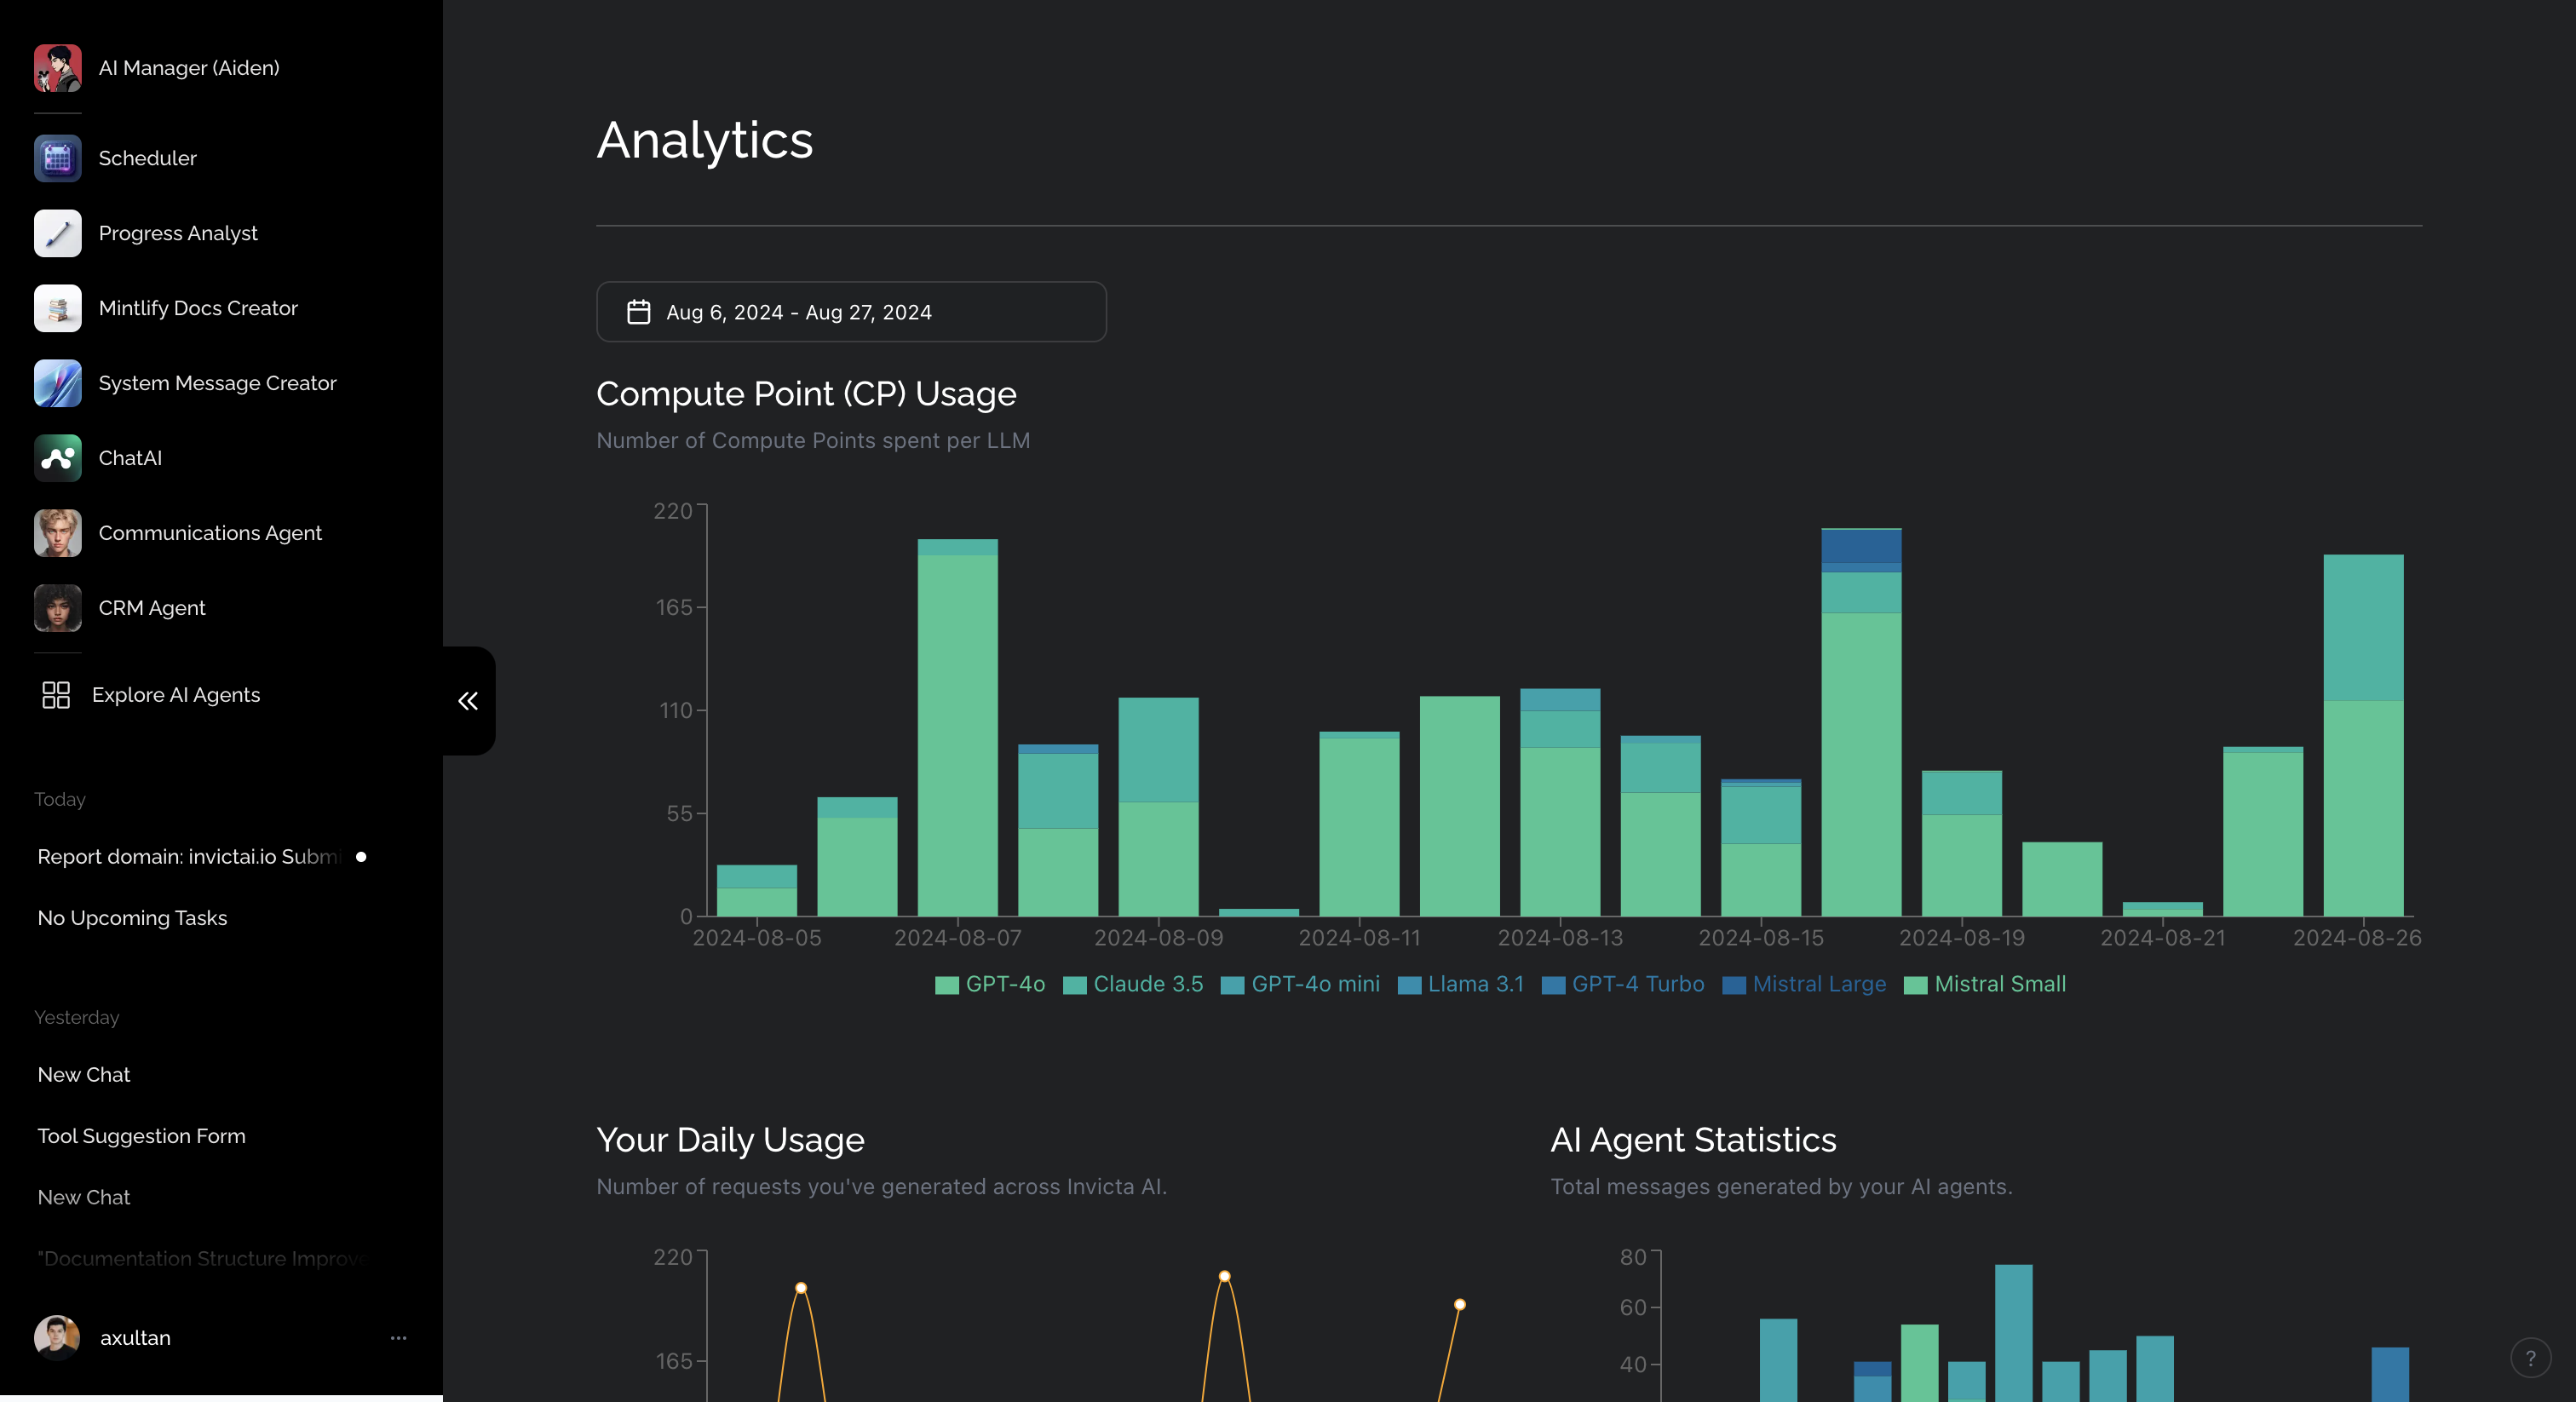 AI Manager (Aiden)
Scheduler
Progress Analyst
Mintlify Docs Creator
System Message Creator
ChatAI
Communications Agent
CRM Agent
Explore AI Agents
Today
Report domain: invictai.io Submi
No Upcoming Tasks
Yesterday
New Chat
Tool Suggestion Form
New Chat
"Documentation Structure Improve
axultan
Analytics
Aug 6, 2024 - Aug 27, 2024
Compute Point (CP) Usage
Number of Compute Points spent per LLM
220
165
110
55
0
2024-08-05 2024-08-07 2024-08-09 2024-08-11 2024-08-13 2024-08-15 2024-08-19 2024-08-21 2024-08-26
GPT-4o Claude 3.5 GPT-4o mini Llama 3.1 GPT-4 Turbo Mistral Large Mistral Small
Your Daily Usage
Number of requests you've generated across Invicta AI.
220
165
AI Agent Statistics
Total messages generated by your AI agents.
80
60
40
?